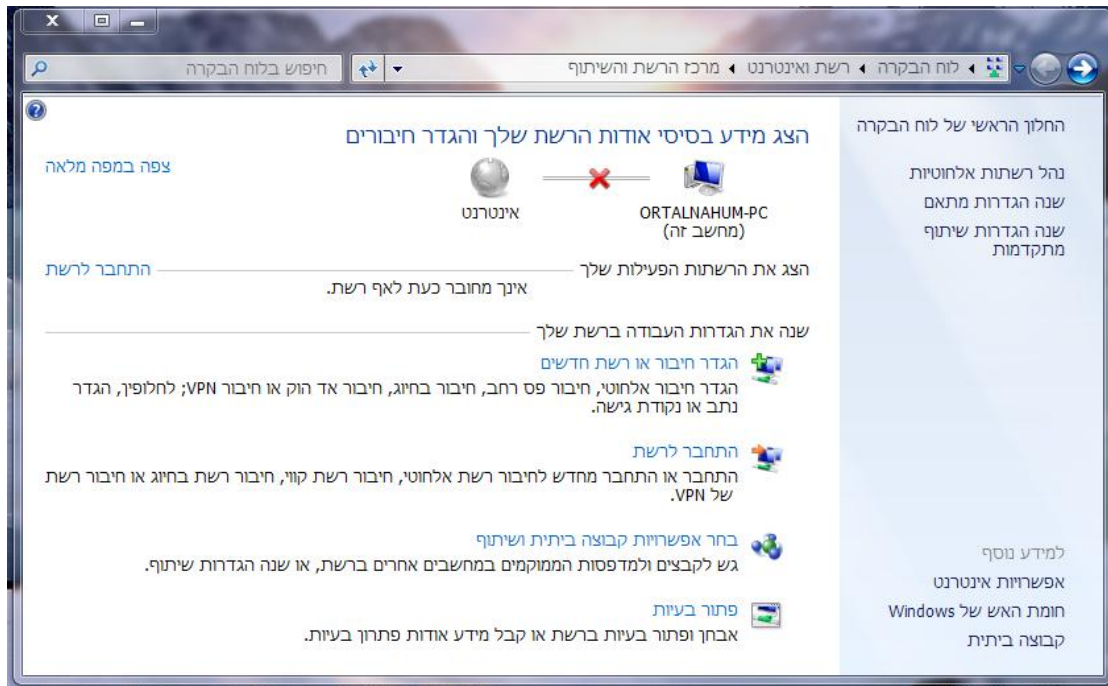 לוח הבקרה
רשת ואינטרנט
מרכז הרשת והשיתוף
חיפוש בלוח הבקרה
החלון הראשי של לוח הבקרה
נהל רשתות אלחוטיות
שנה הגדרות מתאם
שנה הגדרות שיתוף
מתקדמות
הצג מידע בסיסי אודות הרשת שלך והגדר חיבורים
צפה במפה מלאה
ORTALNAHUM-PC
(מחשב זה)
אינטרנט
הצג את הרשתות הפעילות שלך
התחבר לרשת
אינך מחובר כעת לאף רשת.
שנה את הגדרות העבודה ברשת שלך
הגדר חיבור או רשת חדשים
הגדר חיבור אלחוטי, חיבור פס רחב, חיבור בחיוג, חיבור אד הוק או חיבור VPN; לחלופין, הגדר
נתב או נקודת גישה.
התחבר לרשת
התחבר או התחבר מחדש לחיבור רשת אלחוטי, חיבור רשת קווי, חיבור רשת בחיוג או חיבור רשת
של VPN.
בחר אפשרויות קבוצה ביתית ושיתוף
גש לקבצים ולמדפסות הממוקמים במחשבים אחרים ברשת, או שנה הגדרות שיתוף.
פתור בעיות
אבחן ופתור בעיות ברשת או קבל מידע אודות פתרון בעיות.
למידע נוסף
אפשרויות אינטרנט
חומת האש של Windows
קבוצה ביתית